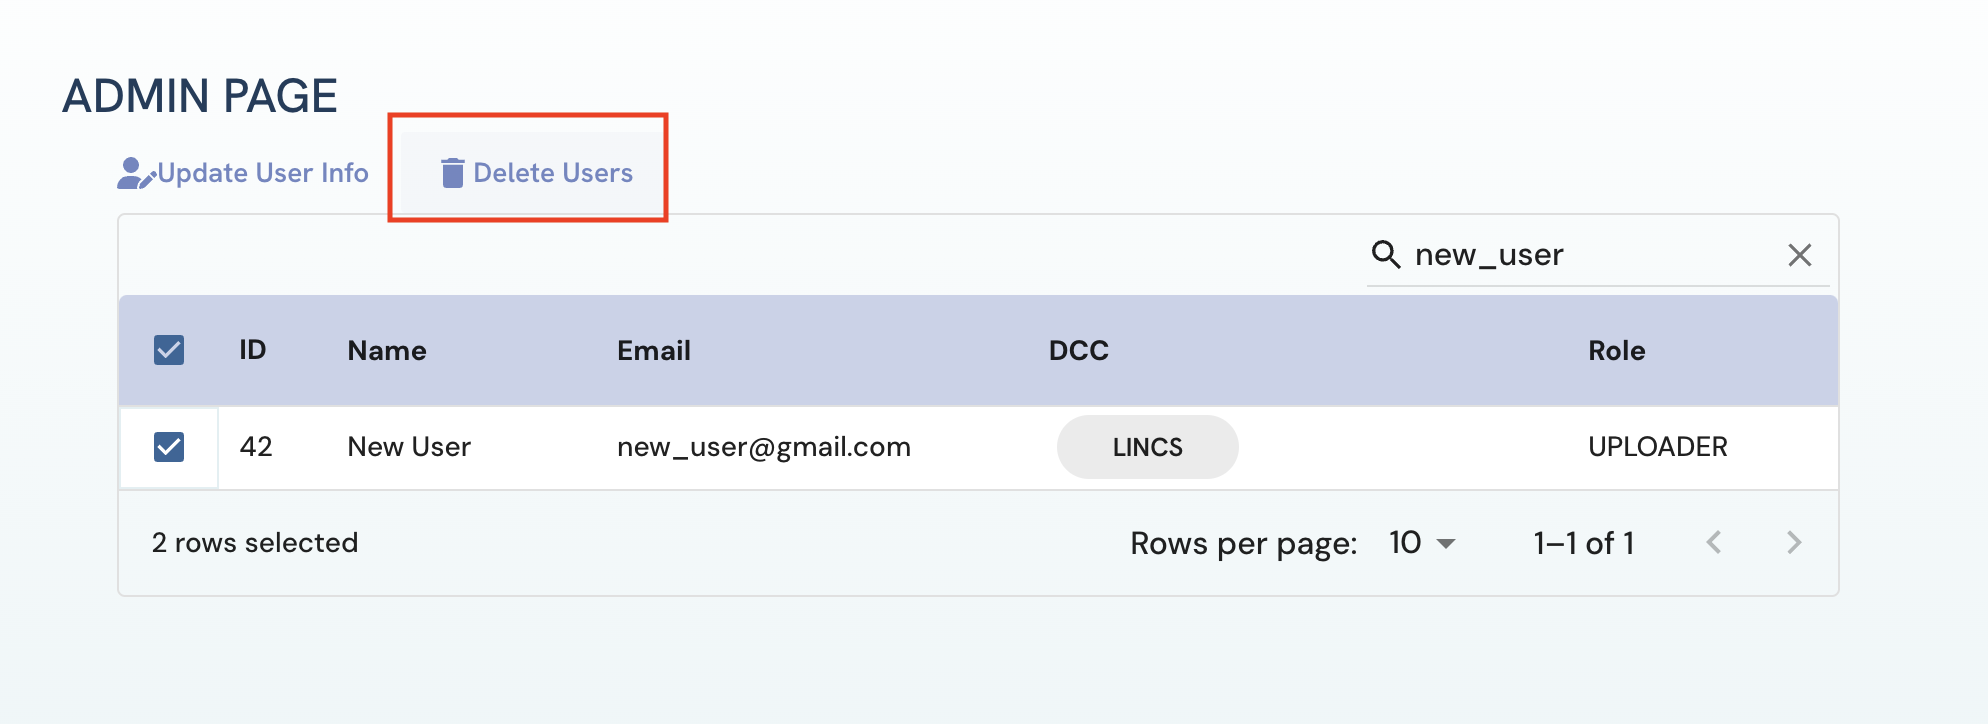 ADMIN PAGE
Update User Info Delete Users
new_user
ID Name Email DCC Role
42 New User new_user@gmail.com LINCS UPLOADER
2 rows selected Rows per page: 10 1–1 of 1